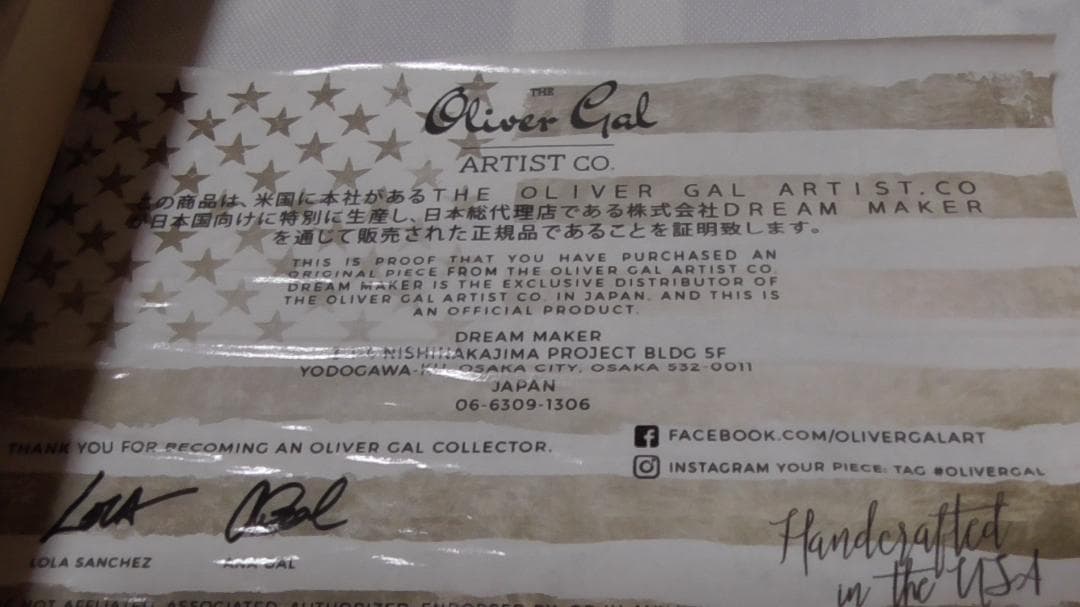 THE
Oliver Gal
ARTIST CO.
この商品は、米国に本社があるTHE OLIVER GAL ARTIST.CO
が日本国向けに特別に生産し、日本総代理店である株式会社DREAM MAKER
を通じて販売された正規品であることを証明致します。
THIS IS PROOF THAT YOU HAVE PURCHASED AN
ORIGINAL PIECE FROM THE OLIVER GAL ARTIST CO.
DREAM MAKER IS THE EXCLUSIVE DISTRIBUTOR OF
THE OLIVER GAL ARTIST CO. IN JAPAN. AND THIS IS
AN OFFICIAL PRODUCT.
DREAM MAKER
NISHINAKAJIMA PROJECT BLDG 5F
YODOGAWA-KU, OSAKA CITY, OSAKA 532-0011
JAPAN
06-6309-1306
THANK YOU FOR BECOMING AN OLIVER GAL COLLECTOR.
FACEBOOK.COM/OLIVERGALART
INSTAGRAM YOUR PIECE: TAG #OLIVERGAL
LOLA
LOLA SANCHEZ
ANA GAL
Handcrafted
in the USA